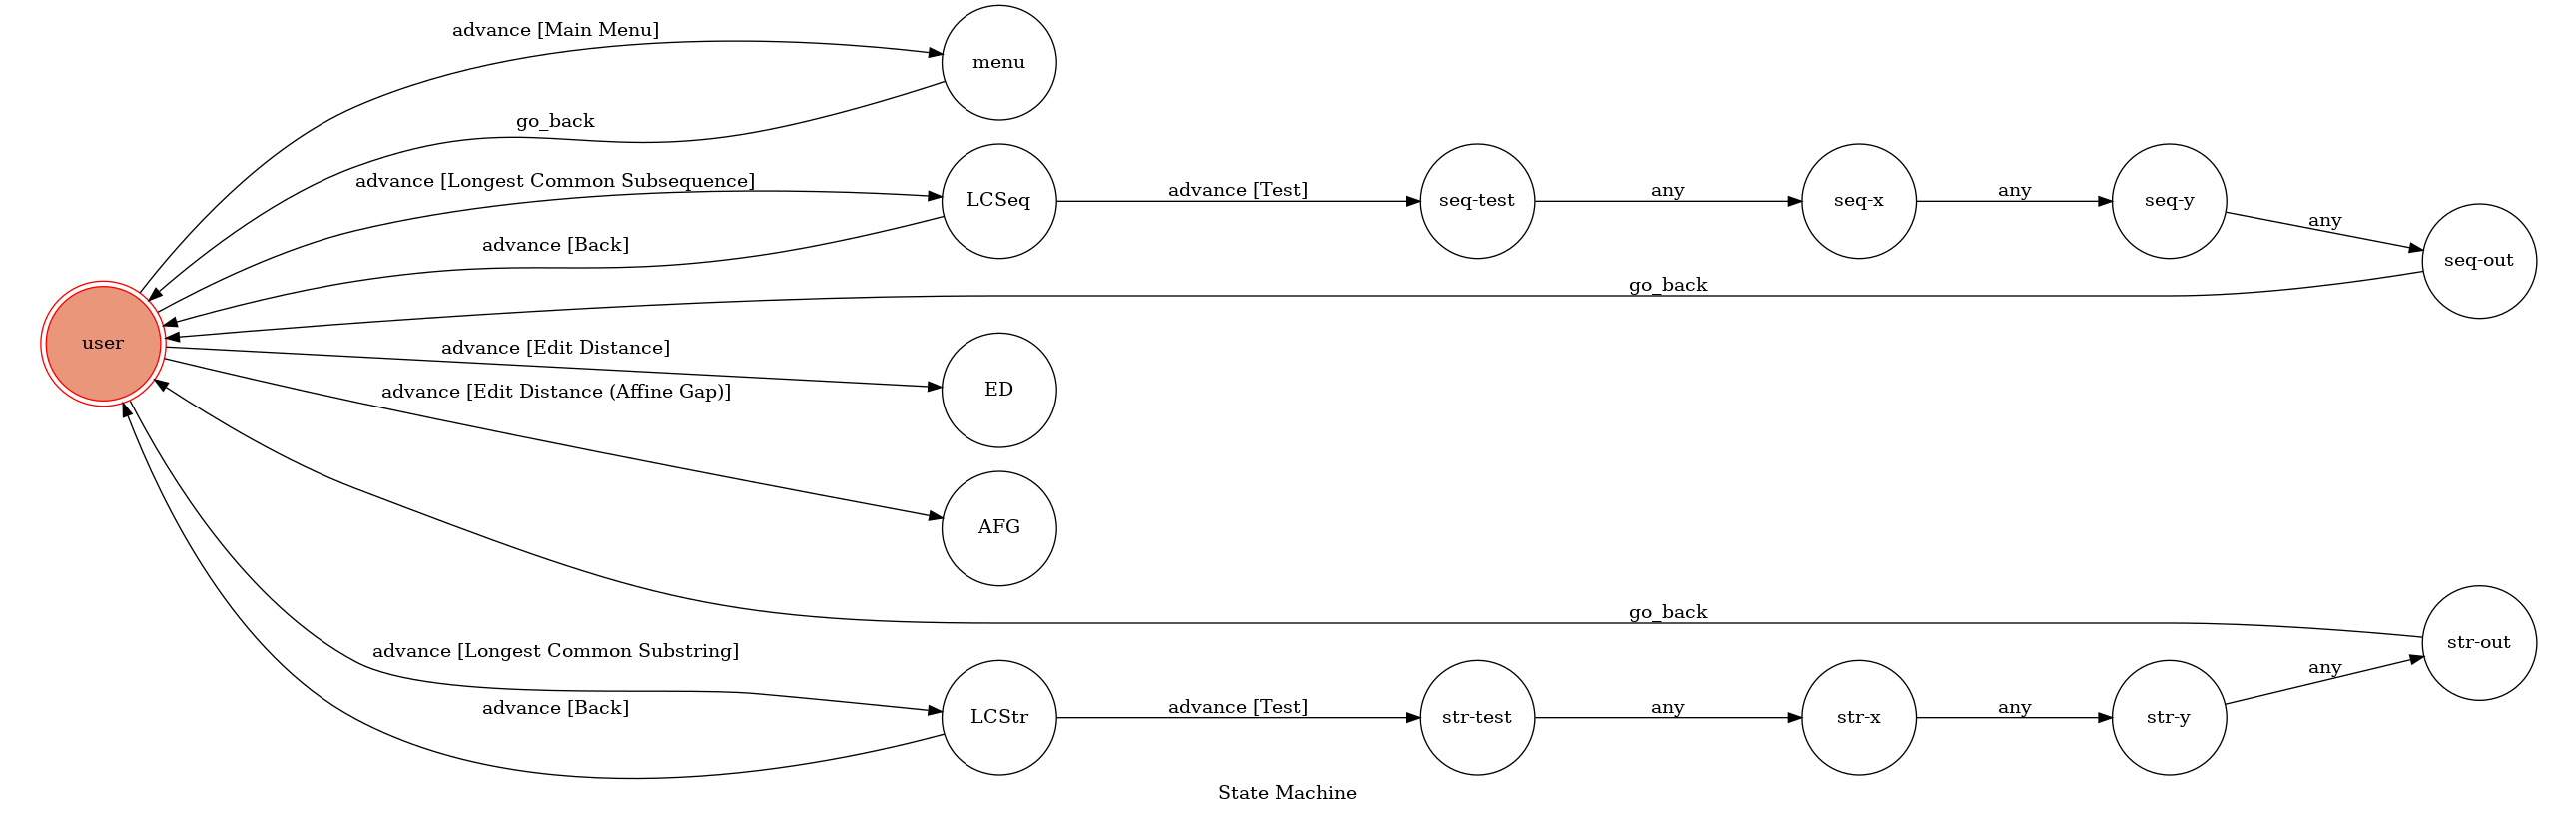 advance [Main Menu]
menu
go_back
advance [Longest Common Subsequence]
LCSeq
advance [Test]
seq-test
any
seq-x
any
seq-y
any
advance [Back]
seq-out
go_back
user
advance [Edit Distance]
ED
advance [Edit Distance (Affine Gap)]
AFG
go_back
str-out
advance [Longest Common Substring]
any
advance [Back]
LCStr
advance [Test]
str-test
any
str-x
any
str-y
State Machine